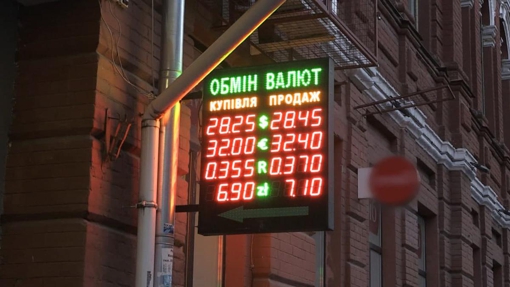 ОБМІН ВАЛЮТ
КУПІВЛЯ ПРОДАЖ
28.25 $ 28.45
32.00 € 32.40
0.355 R 0.370
6.90 zł 7.10